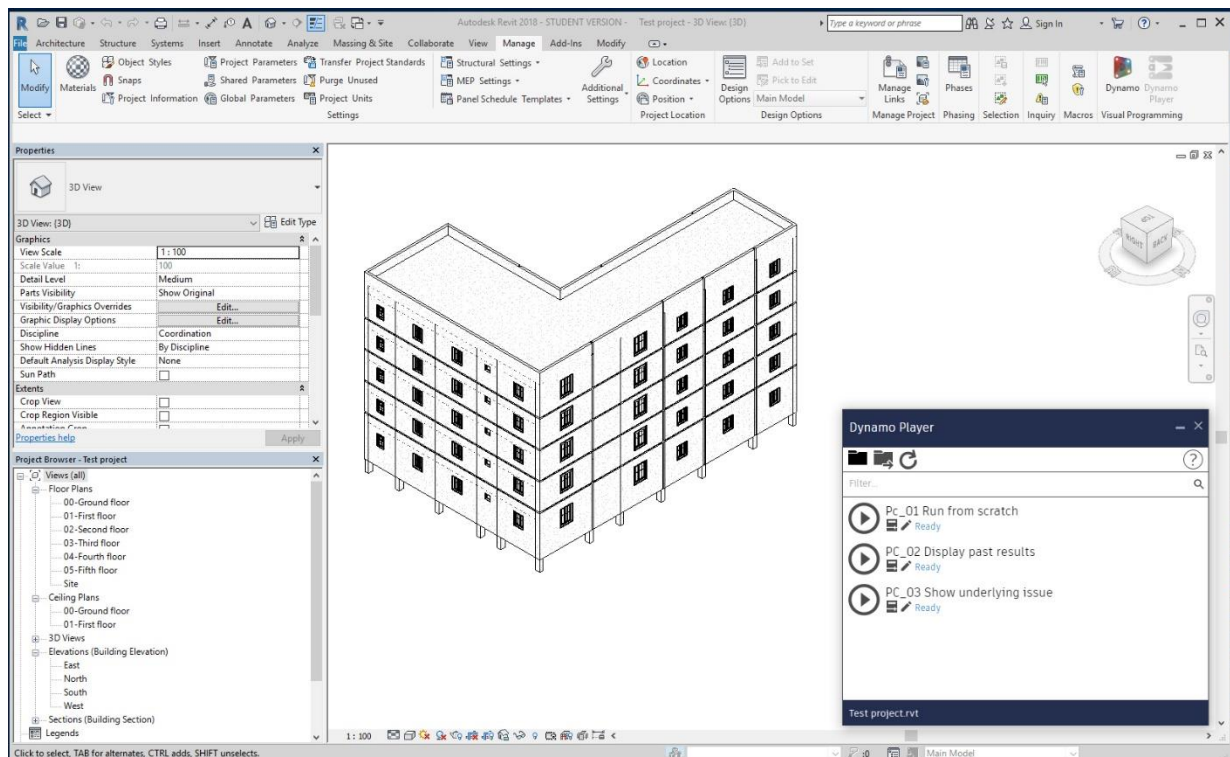 Autodesk Revit 2018 - STUDENT VERSION - Test project - 3D View: {3D}
Type a keyword or phrase
Sign In
File Architecture Structure Systems Insert Annotate Analyze Massing & Site Collaborate View Manage Add-Ins Modify
Modify
Materials
Object Styles
Snaps
Project Information
Project Parameters
Shared Parameters
Global Parameters
Transfer Project Standards
Purge Unused
Project Units
Structural Settings
MEP Settings
Panel Schedule Templates
Additional Settings
Location
Coordinates
Position
Design Options
Add to Set
Pick to Edit
Main Model
Manage Links
Phases
Dynamo
Dynamo Player
Select
Settings
Project Location
Design Options
Manage Project
Phasing
Selection
Inquiry
Macros
Visual Programming
Properties
3D View
3D View: {3D}
Edit Type
Graphics
View Scale 1 : 100
Scale Value 1: 100
Detail Level Medium
Parts Visibility Show Original
Visibility/Graphics Overrides Edit...
Graphic Display Options Edit...
Discipline Coordination
Show Hidden Lines By Discipline
Default Analysis Display Style None
Sun Path
Extents
Crop View
Crop Region Visible
Annotation Crop
Properties help
Apply
Project Browser - Test project
Views (all)
Floor Plans
00-Ground floor
01-First floor
02-Second floor
03-Third floor
04-Fourth floor
05-Fifth floor
Site
Ceiling Plans
00-Ground floor
01-First floor
3D Views
Elevations (Building Elevation)
East
North
South
West
Sections (Building Section)
Legends
TOP
RIGHT
BACK
Dynamo Player
Filter...
Pc_01 Run from scratch
Ready
PC_02 Display past results
Ready
PC_03 Show underlying issue
Ready
Test project.rvt
1 : 100
Click to select, TAB for alternates, CTRL adds, SHIFT unselects.
:0
Main Model